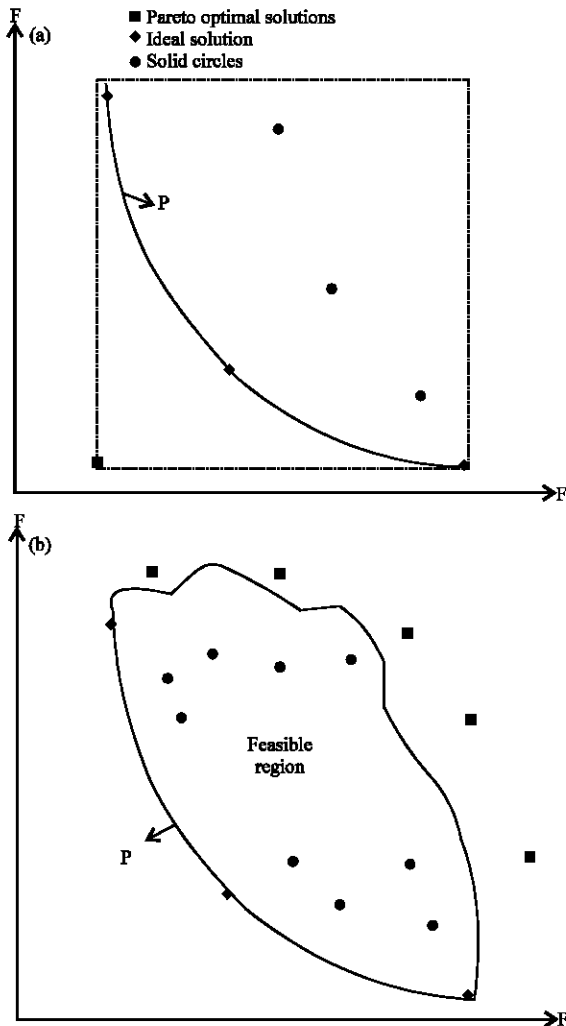 F
(a)
Pareto optimal solutions
Ideal solution
Solid circles
P
F
F
(b)
Feasible
region
P
F